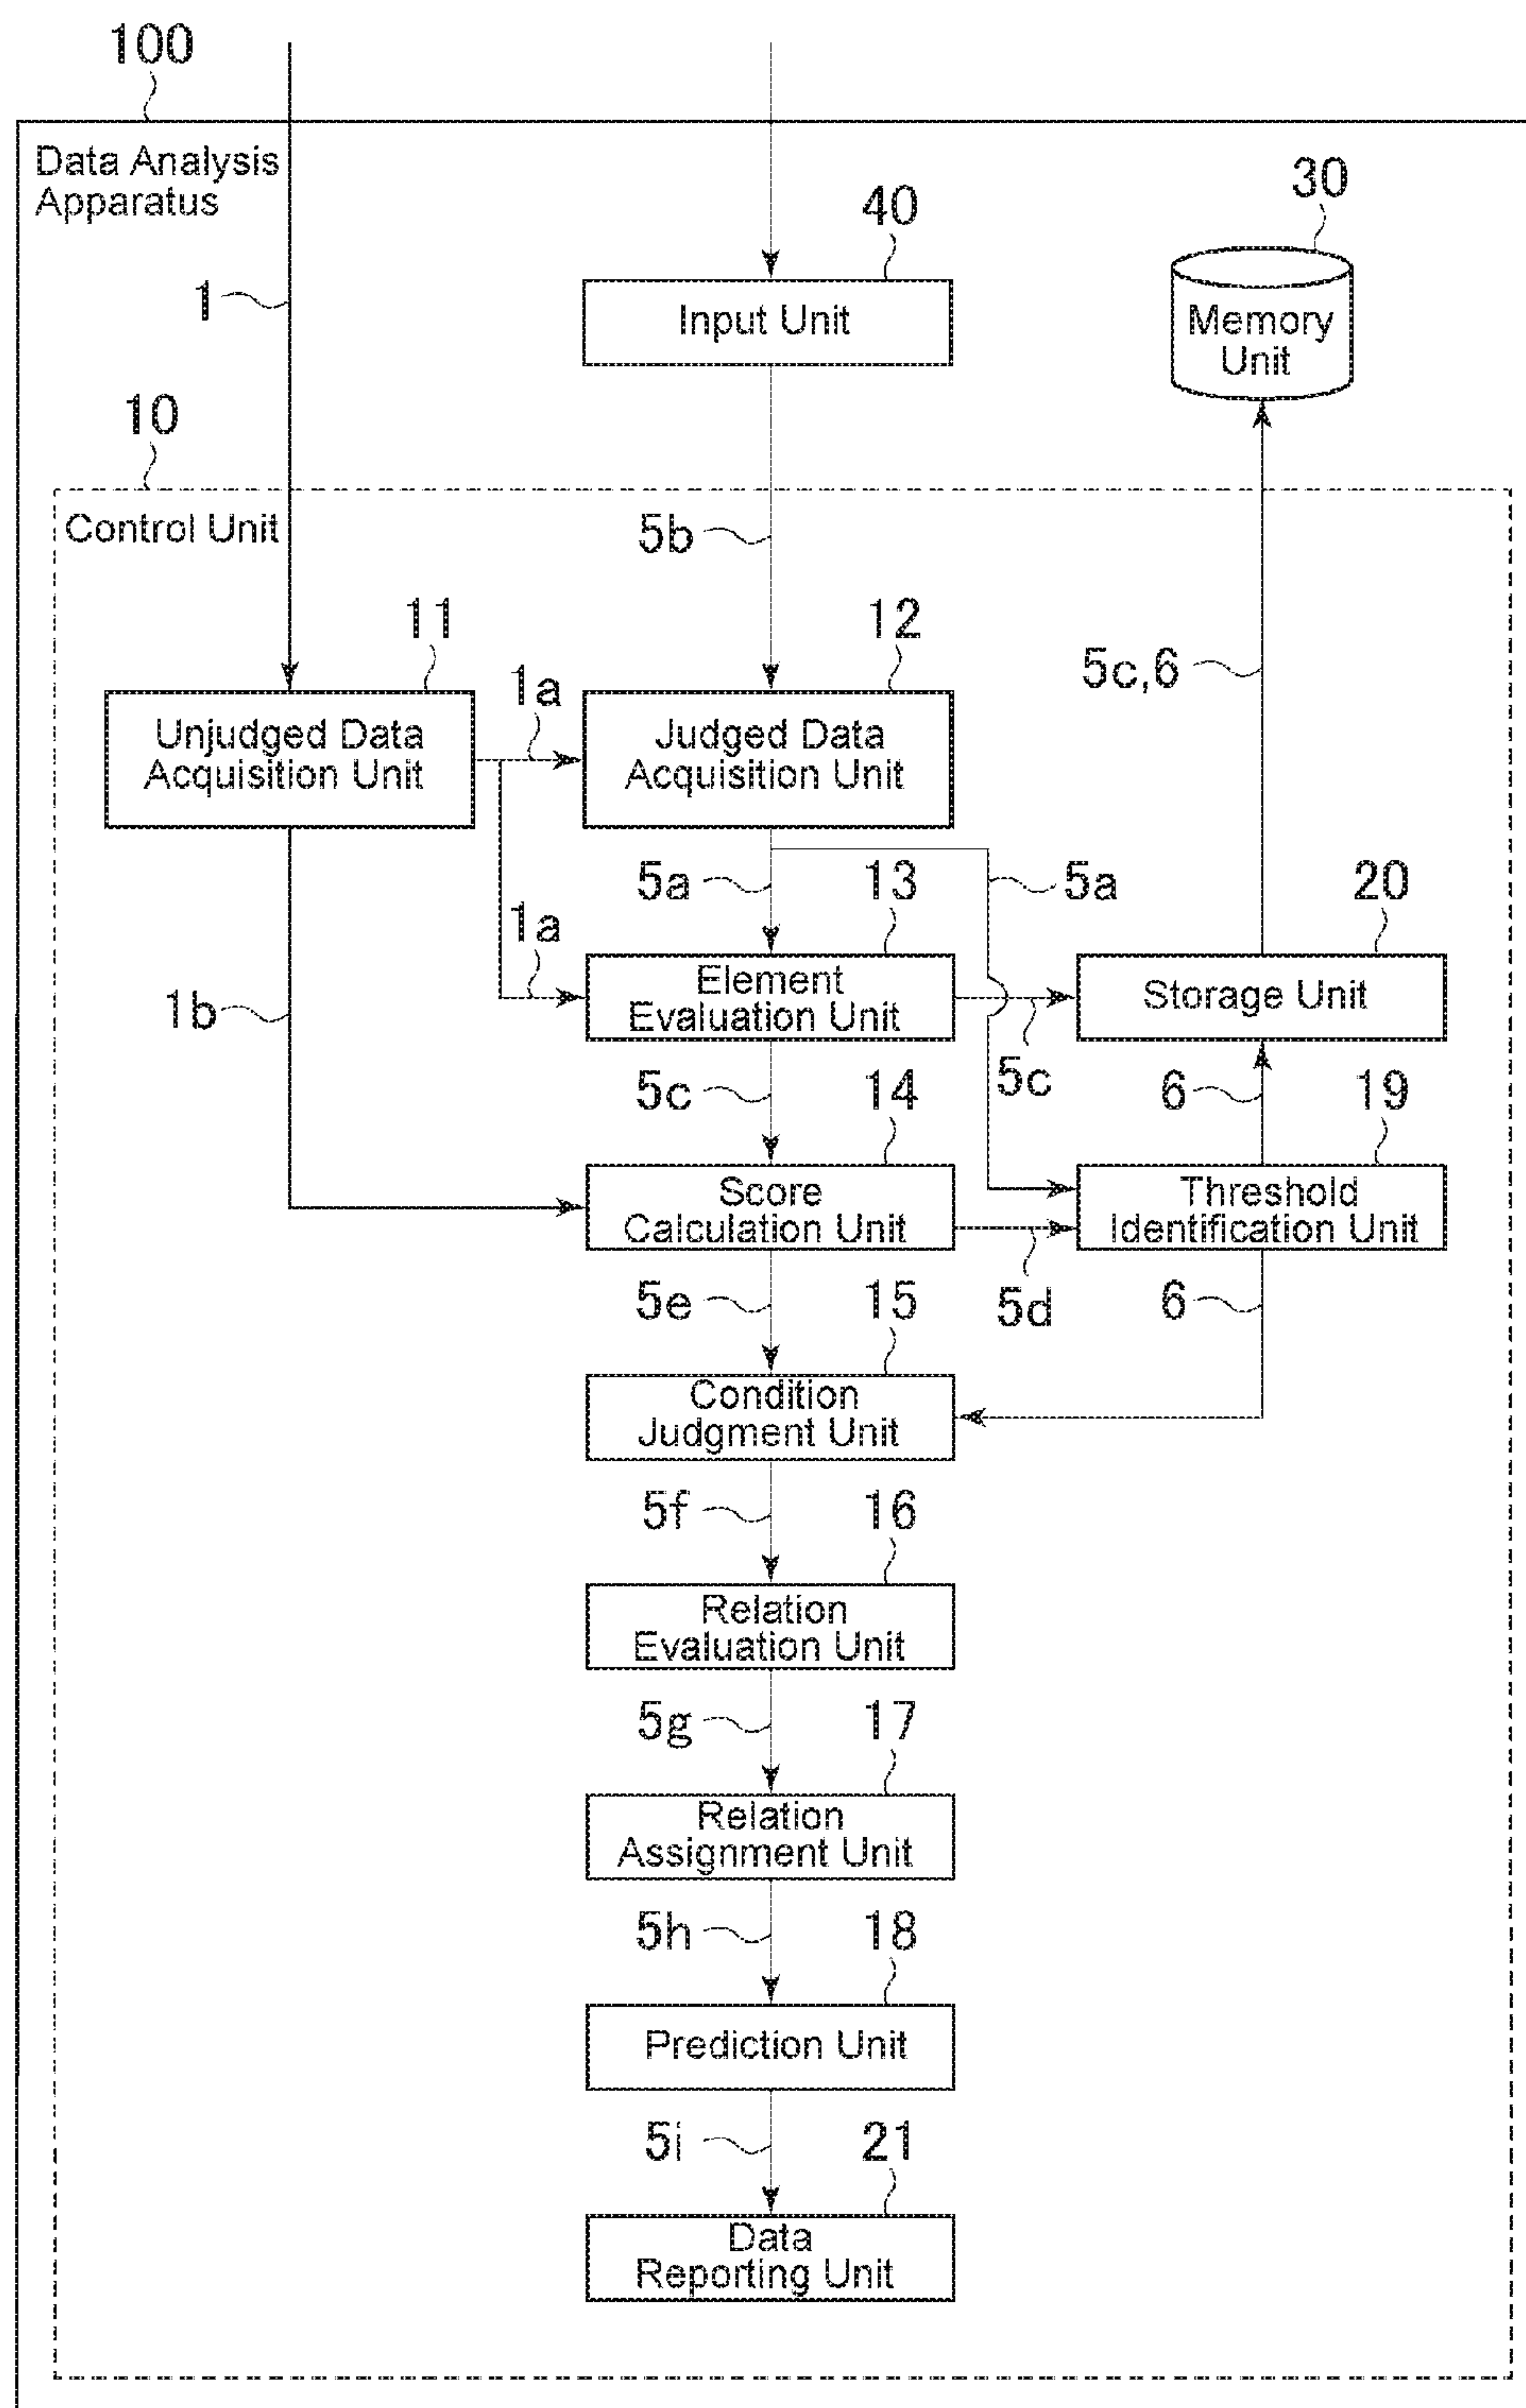 100
Data Analysis
Apparatus
30
40
1
Input Unit
Memory
Unit
10
Control Unit
5b
11
12
5c,6
1a
Unjudged Data
Acquisition Unit
Judged Data
Acquisition Unit
5a
13
5a
20
1a
1b
Element
Evaluation Unit
Storage Unit
5c
5c
14
6
19
Score
Calculation Unit
Threshold
Identification Unit
5e
15
5d
6
Condition
Judgment Unit
5f
16
Relation
Evaluation Unit
5g
17
Relation
Assignment Unit
5h
18
Prediction Unit
5i
21
Data
Reporting Unit